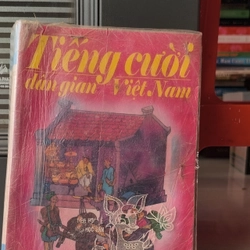 Tiếng cười
dân gian Việt Nam